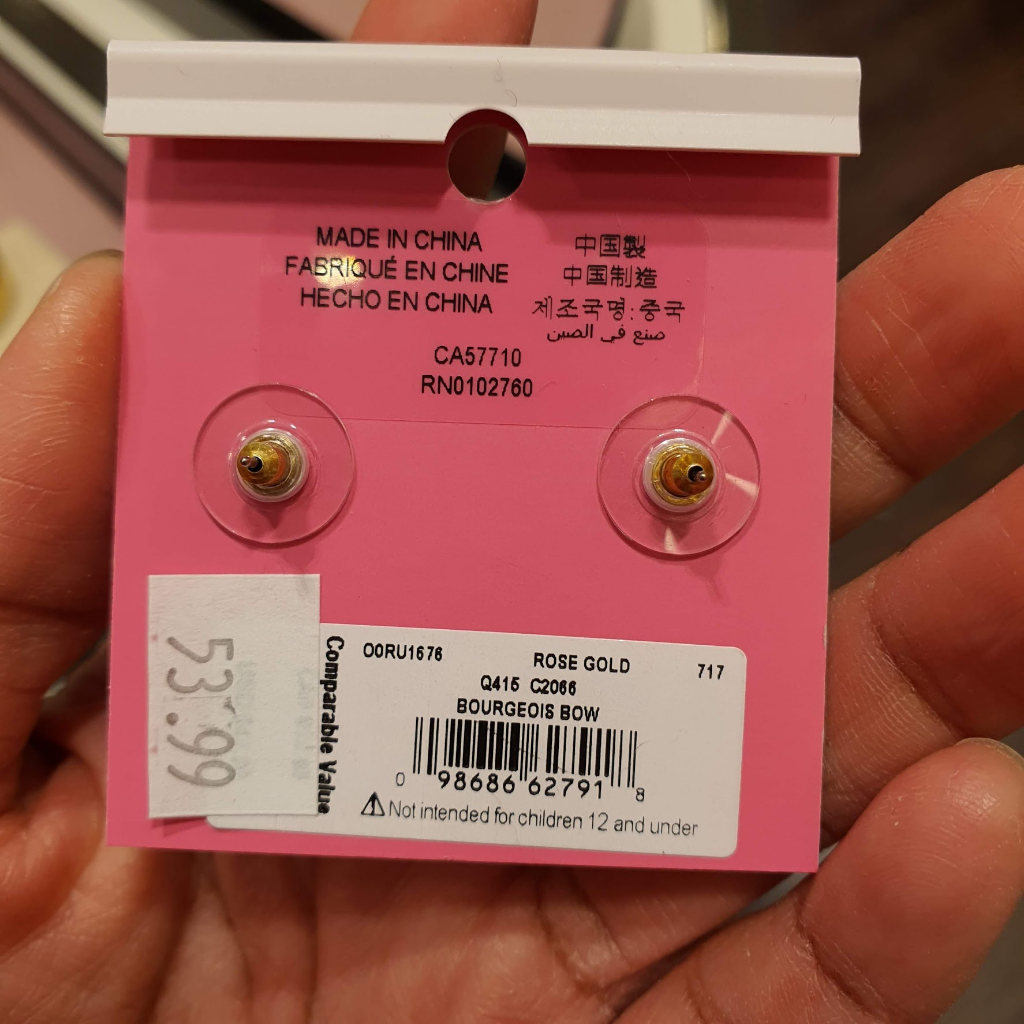 MADE IN CHINA
FABRIQUÉ EN CHINE
HECHO EN CHINA
中国製
中国制造
제조국명:중국
صنع في الصين
CA57710
RN0102760
53.99
Comparable Value
O0RU1676
ROSE GOLD
717
Q415 C2066
BOURGEOIS BOW
0 98686 62791 8
Not intended for children 12 and under